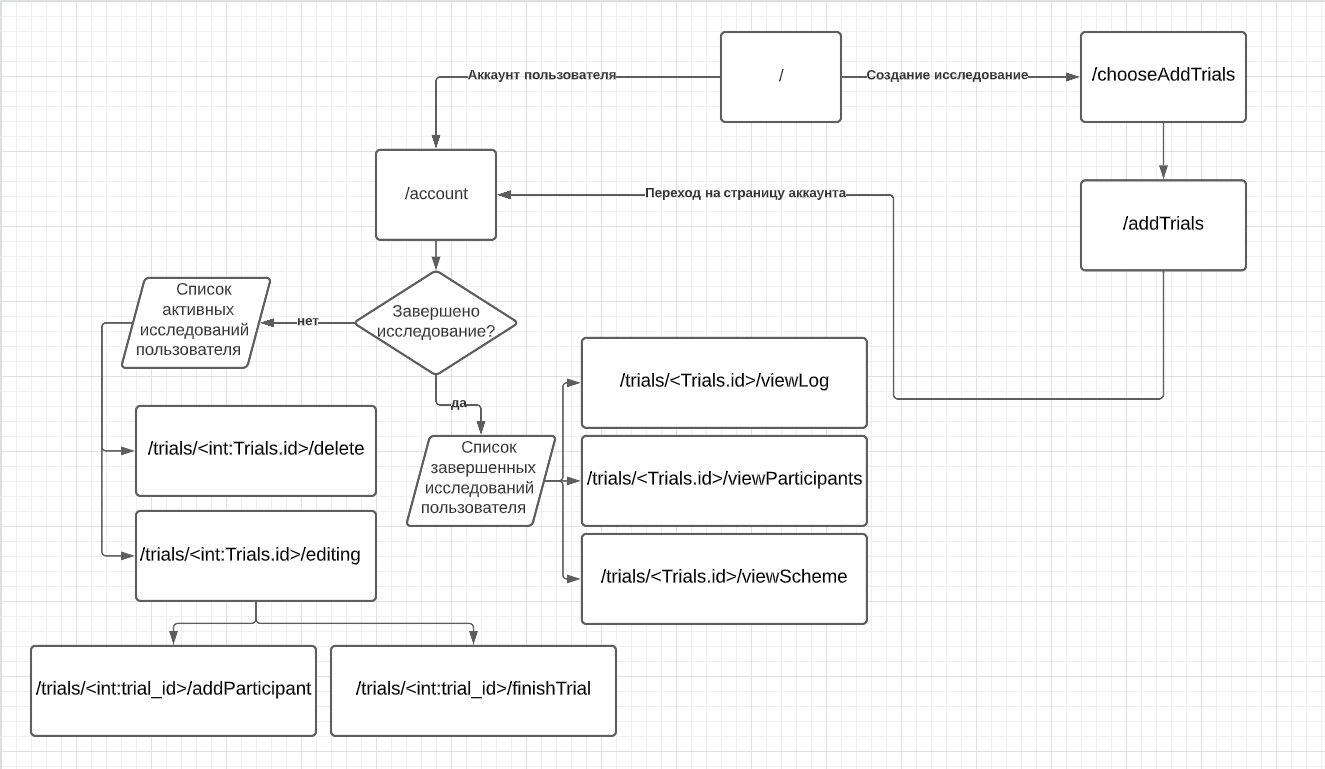 /
/chooseAddTrials
Аккаунт пользователя
Создание исследование
/account
Переход на страницу аккаунта
/addTrials
Список
активных
исследований
пользователя
нет
Завершено
исследование?
да
/trials/<Trials.id>/viewLog
/trials/<int:Trials.id>/delete
Список
завершенных
исследований
пользователя
/trials/<Trials.id>/viewParticipants
/trials/<int:Trials.id>/editing
/trials/<Trials.id>/viewScheme
/trials/<int:trial_id>/addParticipant
/trials/<int:trial_id>/finishTrial